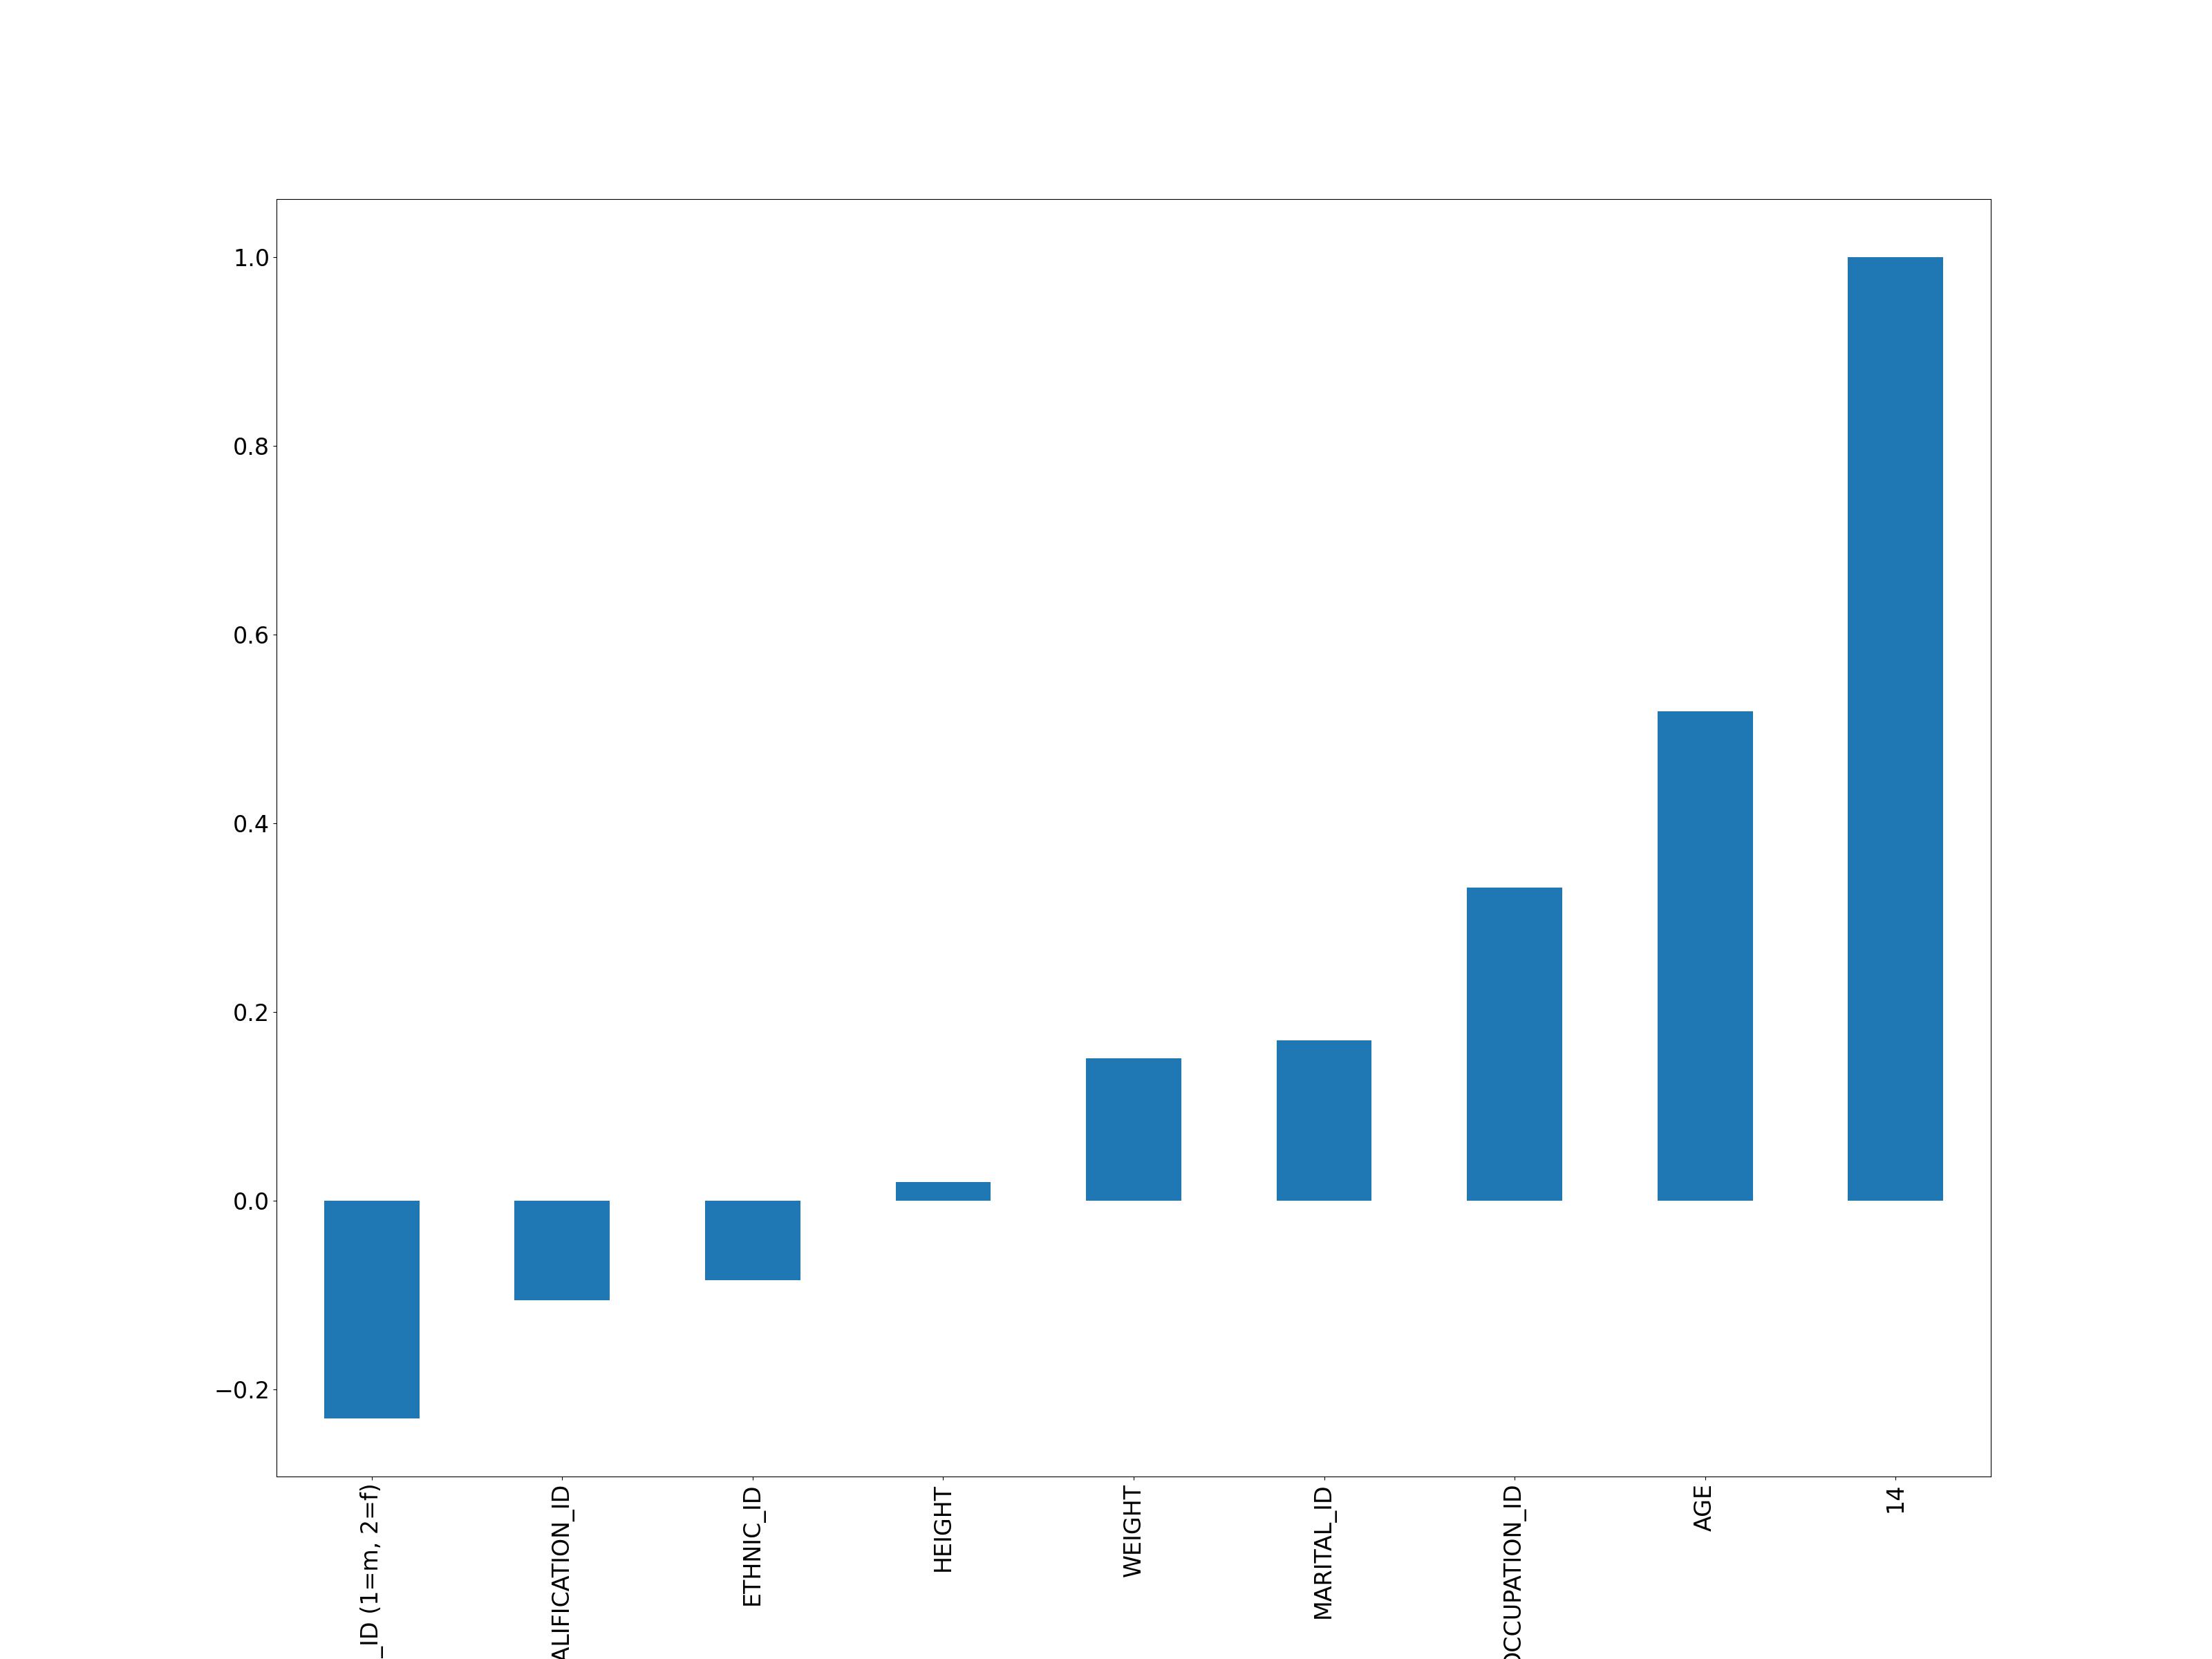 1.0
0.8
0.6
0.4
0.2
0.0
−0.2
_ID (1=m, 2=f)
ALIFICATION_ID
ETHNIC_ID
HEIGHT
WEIGHT
MARITAL_ID
OCCUPATION_ID
AGE
14